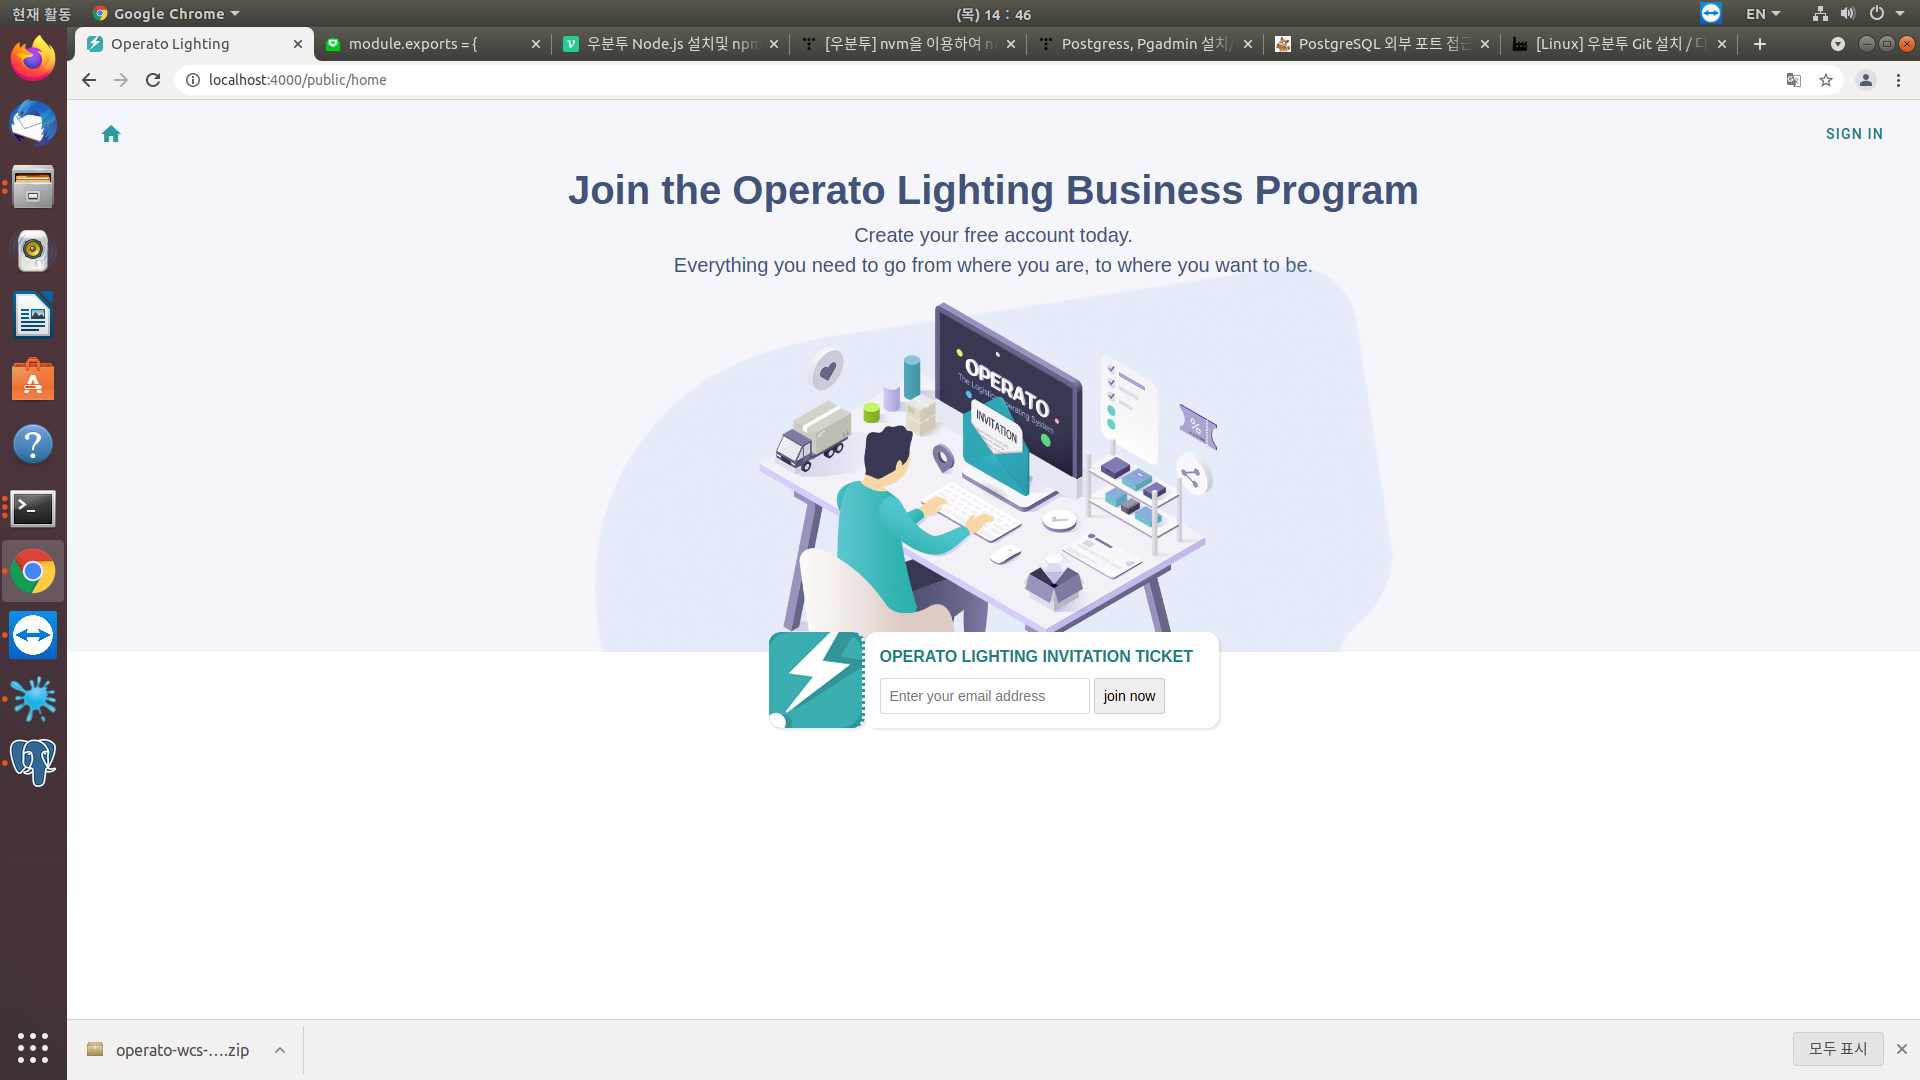 현재 활동
Google Chrome
(목) 14 : 46
EN
Operato Lighting
module.exports = {
우분투 Node.js 설치및 npm
[우분투] nvm을 이용하여 no
Postgress, Pgadmin 설치/
PostgreSQL 외부 포트 접근
[Linux] 우분투 Git 설치 / 다
localhost:4000/public/home
SIGN IN
Join the Operato Lighting Business Program
Create your free account today.
Everything you need to go from where you are, to where you want to be.
OPERATO
The Logistics Operating System
INVITATION
OPERATO LIGHTING INVITATION TICKET
Enter your email address
join now
operato-wcs-....zip
모두 표시